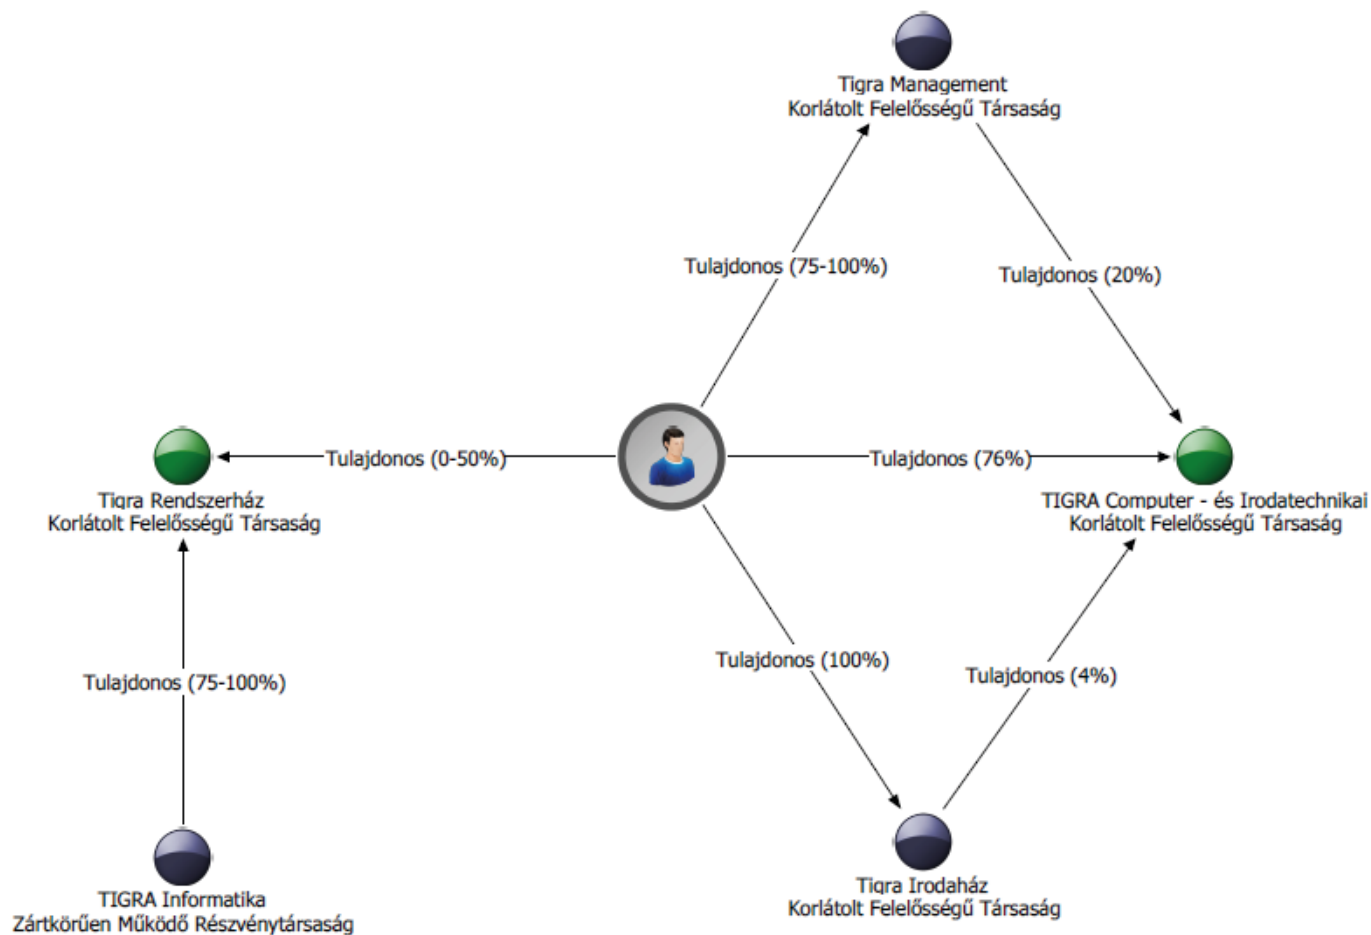 Tigra Management
Korlátolt Felelősségű Társaság
Tulajdonos (75-100%)
Tulajdonos (20%)
Tulajdonos (0-50%)
Tulajdonos (76%)
Tigra Rendszerház
Korlátolt Felelősségű Társaság
TIGRA Computer - és Irodatechnikai
Korlátolt Felelősségű Társaság
Tulajdonos (75-100%)
Tulajdonos (100%)
Tulajdonos (4%)
TIGRA Informatika
Zártkörűen Működő Részvénytársaság
Tigra Irodaház
Korlátolt Felelősségű Társaság